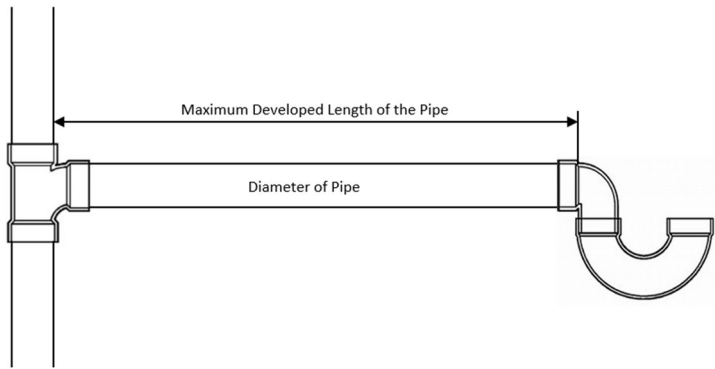 Maximum Developed Length of the Pipe
Diameter of Pipe